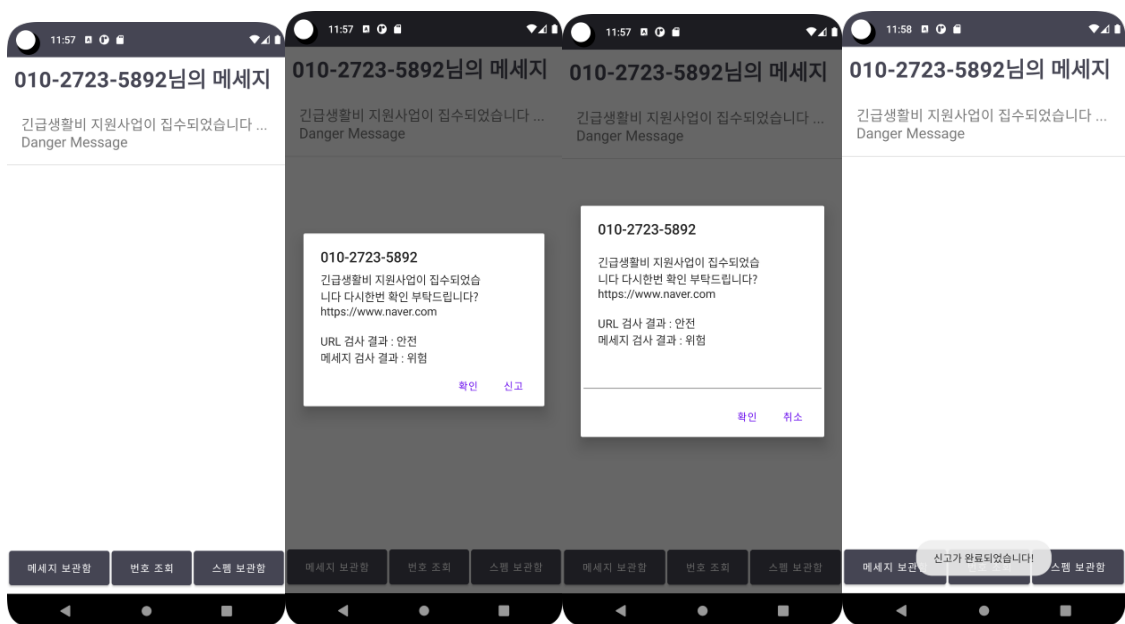 11:57
010-2723-5892님의 메세지
긴급생활비 지원사업이 집수되었습니다 ...
Danger Message
메세지 보관함
번호 조회
스펨 보관함
11:57
010-2723-5892님의 메세지
긴급생활비 지원사업이 집수되었습니다 ...
Danger Message
010-2723-5892
긴급생활비 지원사업이 집수되었습
니다 다시한번 확인 부탁드립니다?
https://www.naver.com
URL 검사 결과 : 안전
메세지 검사 결과 : 위험
확인
신고
메세지 보관함
번호 조회
스펨 보관함
11:57
010-2723-5892님의 메세지
긴급생활비 지원사업이 집수되었습니다 ...
Danger Message
010-2723-5892
긴급생활비 지원사업이 집수되었습
니다 다시한번 확인 부탁드립니다?
https://www.naver.com
URL 검사 결과 : 안전
메세지 검사 결과 : 위험
확인
취소
메세지 보관함
번호 조회
스펨 보관함
11:58
010-2723-5892님의 메세지
긴급생활비 지원사업이 집수되었습니다 ...
Danger Message
신고가 완료되었습니다!
메세지 보관
스펨 보관함